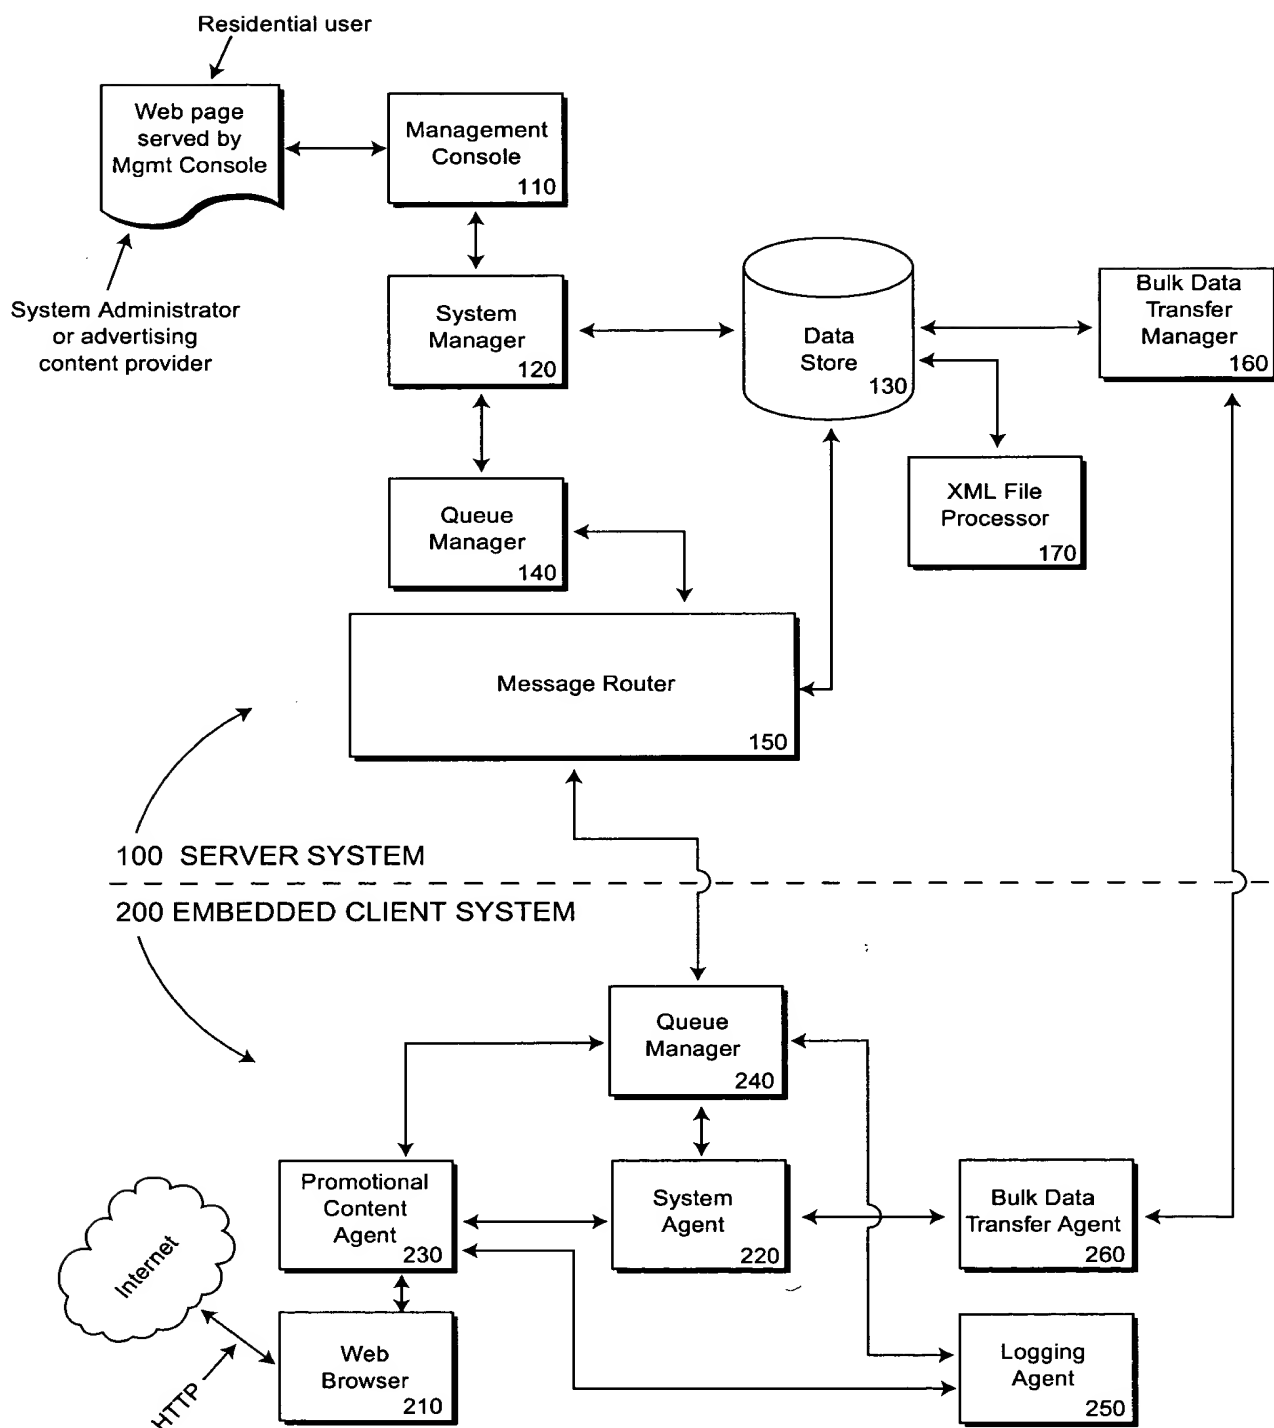 Residential user
Web page
served by
Mgmt Console
Management
Console
110
System Administrator
or advertising
content provider
System
Manager
120
Data
Store
130
Bulk Data
Transfer
Manager
160
Queue
Manager
140
XML File
Processor
170
Message Router
150
100 SERVER SYSTEM
200 EMBEDDED CLIENT SYSTEM
Queue
Manager
240
Promotional
Content
Agent
230
System
Agent
220
Bulk Data
Transfer Agent
260
Internet
HTTP
Web
Browser
210
Logging
Agent
250